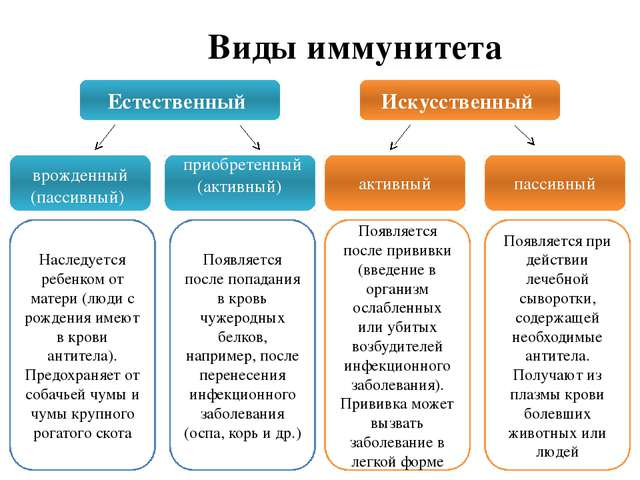 Виды иммунитета
Естественный
Искусственный
врожденный
(пассивный)
приобретенный
(активный)
активный
пассивный
Наследуется
ребенком от
матери (люди с
рождения имеют
в крови
антитела).
Предохраняет от
собачьей чумы и
чумы крупного
рогатого скота
Появляется
после попадания
в кровь
чужеродных
белков,
например, после
перенесения
инфекционного
заболевания
(оспа, корь и др.)
Появляется
после прививки
(введение в
организм
ослабленных
или убитых
возбудителей
инфекционного
заболевания).
Прививка может
вызвать
заболевание в
легкой форме
Появляется при
действии
лечебной
сыворотки,
содержащей
необходимые
антитела.
Получают из
плазмы крови
болевших
животных или
людей